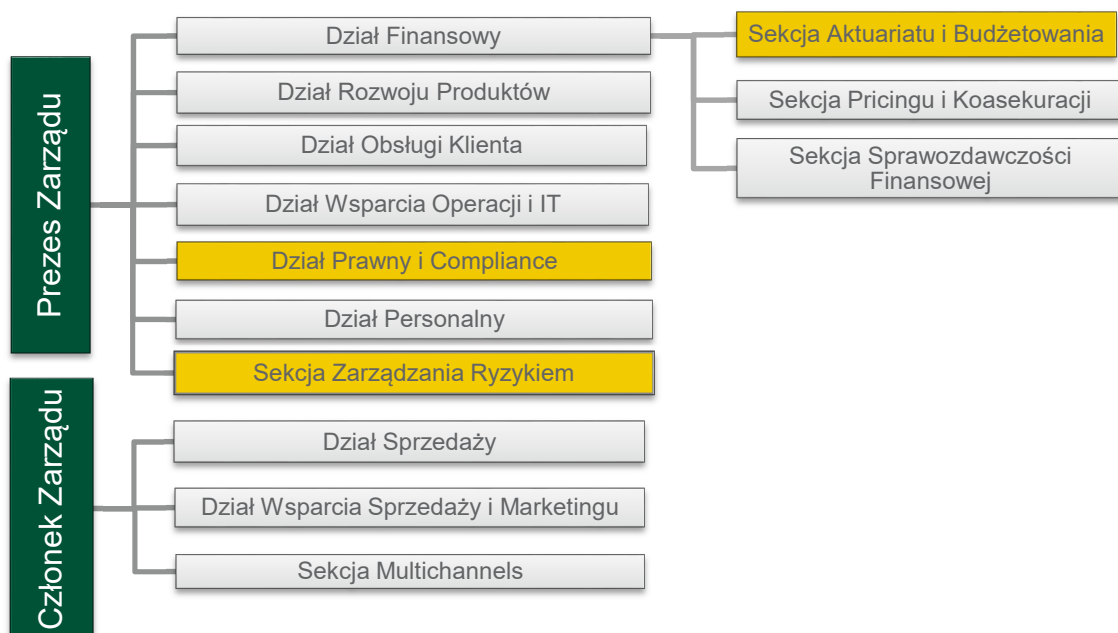 Prezes Zarządu
Dział Finansowy
Dział Rozwoju Produktów
Dział Obsługi Klienta
Dział Wsparcia Operacji i IT
Dział Prawny i Compliance
Dział Personalny
Sekcja Zarządzania Ryzykiem
Sekcja Aktuariatu i Budżetowania
Sekcja Pricingu i Koasekuracji
Sekcja Sprawozdawczości
Finansowej
Członek Zarządu
Dział Sprzedaży
Dział Wsparcia Sprzedaży i Marketingu
Sekcja Multichannels